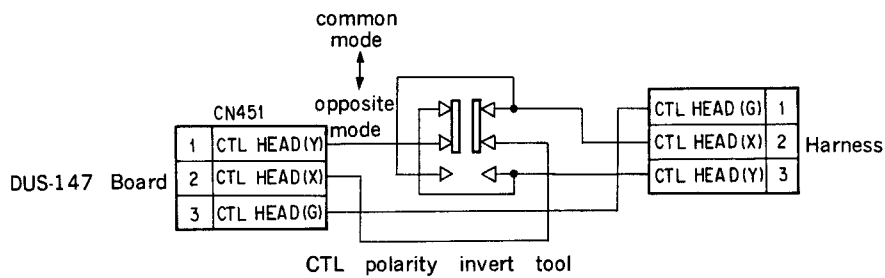 common
mode
opposite
mode
CN451
1 CTL HEAD(Y)
2 CTL HEAD(X)
3 CTL HEAD(G)
DUS-147 Board
CTL HEAD(G) 1
CTL HEAD(X) 2
CTL HEAD(Y) 3
Harness
CTL polarity invert tool